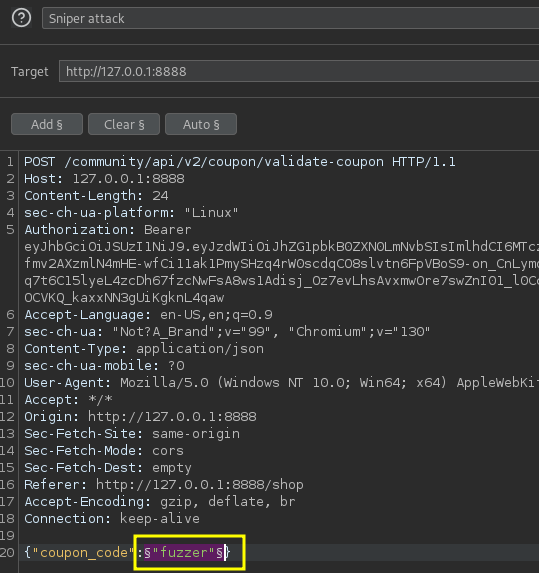 Sniper attack
Target http://127.0.0.1:8888
Add § Clear § Auto §
1 POST /community/api/v2/coupon/validate-coupon HTTP/1.1
2 Host: 127.0.0.1:8888
3 Content-Length: 24
4 sec-ch-ua-platform: "Linux"
5 Authorization: Bearer
eyJhbGciOiJSUzI1NiJ9.eyJzdWIiOiJhZG1pbkB0ZXN0LmNvbSIsImlhdCI6MTcz
fmv2AXzmlN4mHE-wfCi11ak1PmySHzq4rW0scdqCO8slvtn6FpVBoS9-on_CnLymo
q7t6C15lyeL4zcDh67fzcNwFsA8ws1Adisj_Oz7evLhsAvxmwOre7swZnI01_l0Co
OCVKQ_kaxxNN3gUiKgknL4qaw
6 Accept-Language: en-US,en;q=0.9
7 sec-ch-ua: "Not?A_Brand";v="99", "Chromium";v="130"
8 Content-Type: application/json
9 sec-ch-ua-mobile: ?0
10 User-Agent: Mozilla/5.0 (Windows NT 10.0; Win64; x64) AppleWebKit
11 Accept: */*
12 Origin: http://127.0.0.1:8888
13 Sec-Fetch-Site: same-origin
14 Sec-Fetch-Mode: cors
15 Sec-Fetch-Dest: empty
16 Referer: http://127.0.0.1:8888/shop
17 Accept-Encoding: gzip, deflate, br
18 Connection: keep-alive
19
20 {"coupon_code":§"fuzzer"§}